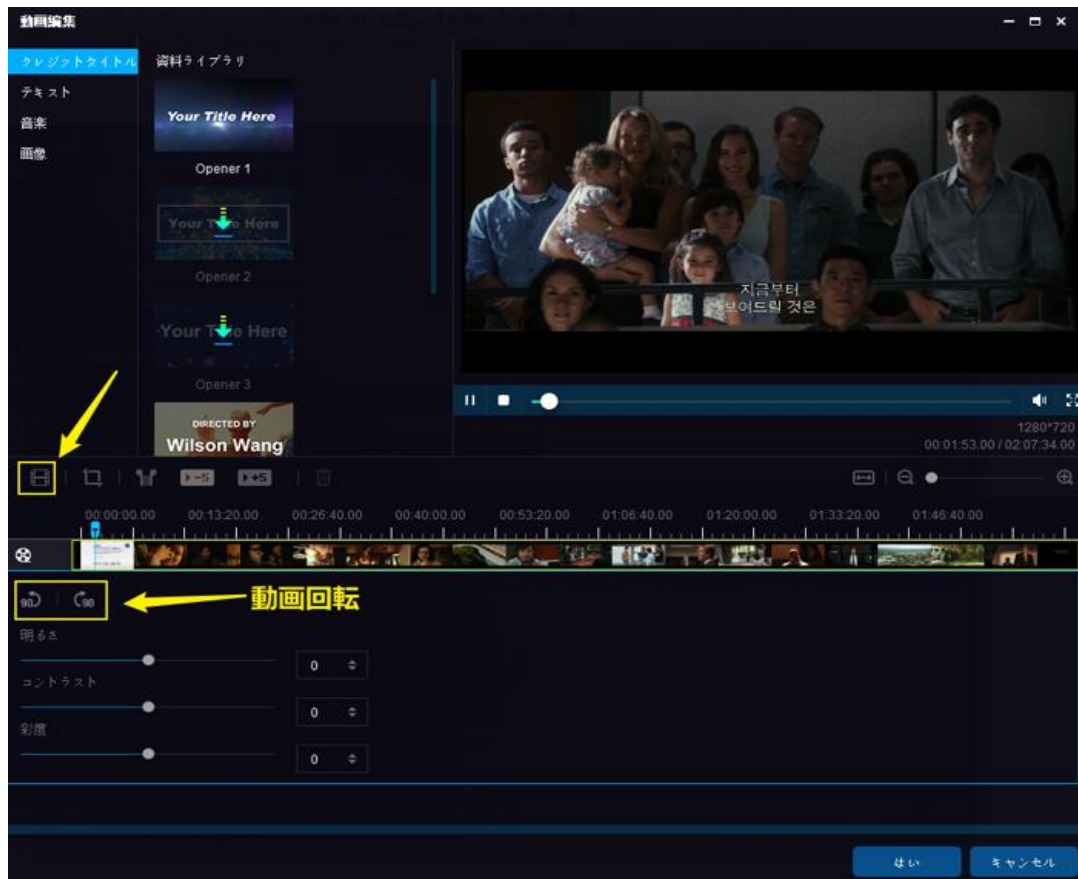 動画编集
クレジットタイトル
テキスト
音楽
画像
資料ライブラリ
Your Title Here
Opener 1
Your Title Here
Opener 2
Your Title Here
Opener 3
DIRECTED BY
Wilson Wang
지금부터
보여드릴 것은
1280*720
00:01:53.00 / 02:07:34.00
-5
+5
00:00:00.00 00:13:20.00 00:26:40.00 00:40:00.00 00:53:20.00 01:06:40.00 01:20:00.00 01:33:20.00 01:46:40.00
90 90
動画回転
明るさ
0
コントラスト
0
彩度
0
はい キャンセル